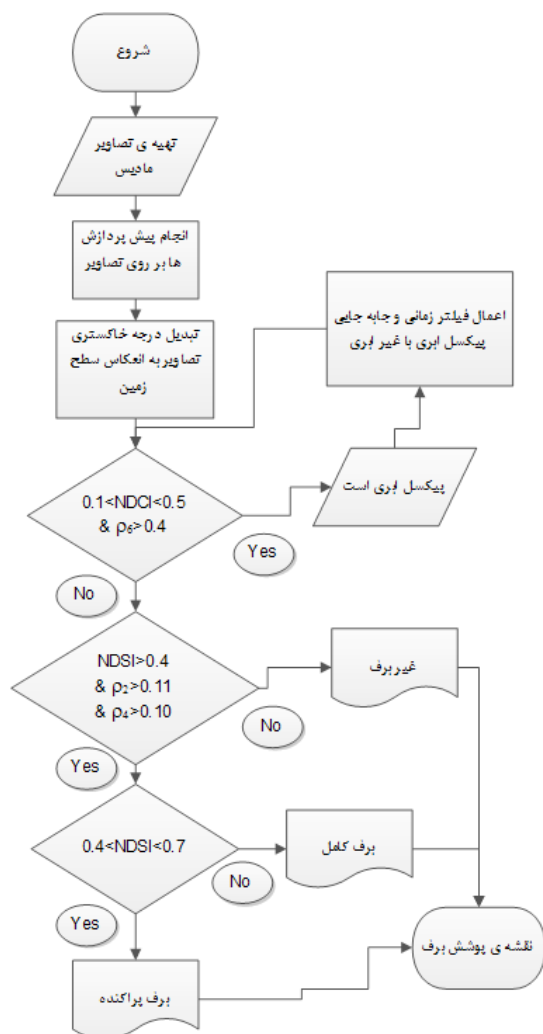 شروع
تهیه ی تصاویر
مادیس
انجام پیش پردازش
ها بر روی تصاویر
تبدیل درجه خاکستری
تصاویر به انعکاس سطح
زمین
اعمال فیلتر زمانی و جابه جایی
پیکسل ابری با غیر ابری
0.1<NDCI<0.5
& ρ₆>0.4
پیکسل ابری است
Yes
No
NDSI>0.4
& ρ₂>0.11
& ρ₄>0.10
غیر برف
No
Yes
0.4<NDSI<0.7
برف کامل
No
Yes
برف پراکنده
نقشه ی پوشش برف